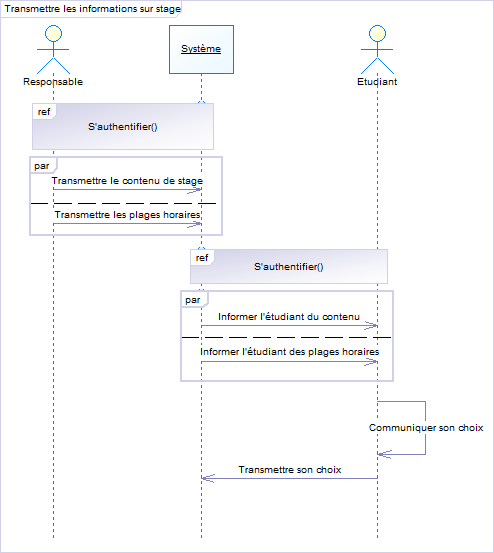 Transmettre les informations sur stage
Responsable
Système
Etudiant
ref
S'authentifier()
par
Transmettre le contenu de stage
Transmettre les plages horaires
ref
S'authentifier()
par
Informer l'étudiant du contenu
Informer l'étudiant des plages horaires
Communiquer son choix
Transmettre son choix